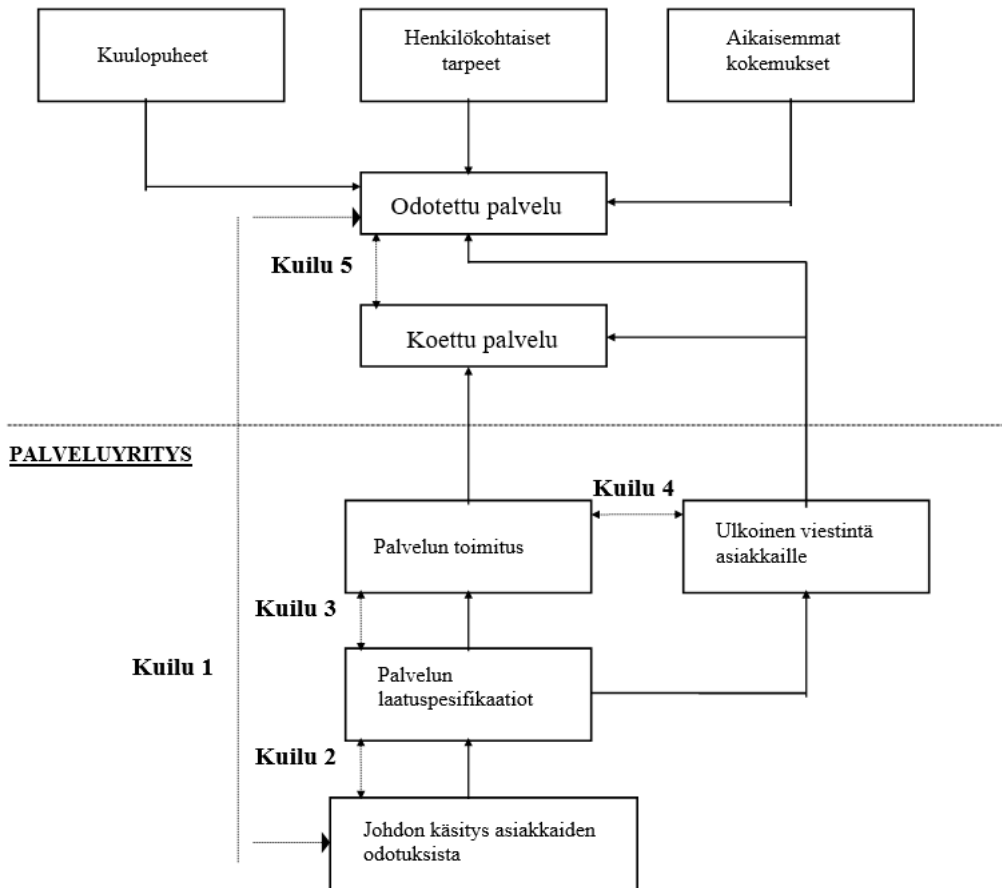 Kuulopuheet
Henkilökohtaiset
tarpeet
Aikaisemmat
kokemukset
Odotettu palvelu
Kuilu 5
Koettu palvelu
PALVELUYRITYS
Kuilu 4
Palvelun toimitus
Ulkoinen viestintä
asiakkaille
Kuilu 3
Kuilu 1
Palvelun
laatuspesifikaatiot
Kuilu 2
Johdon käsitys asiakkaiden
odotuksista